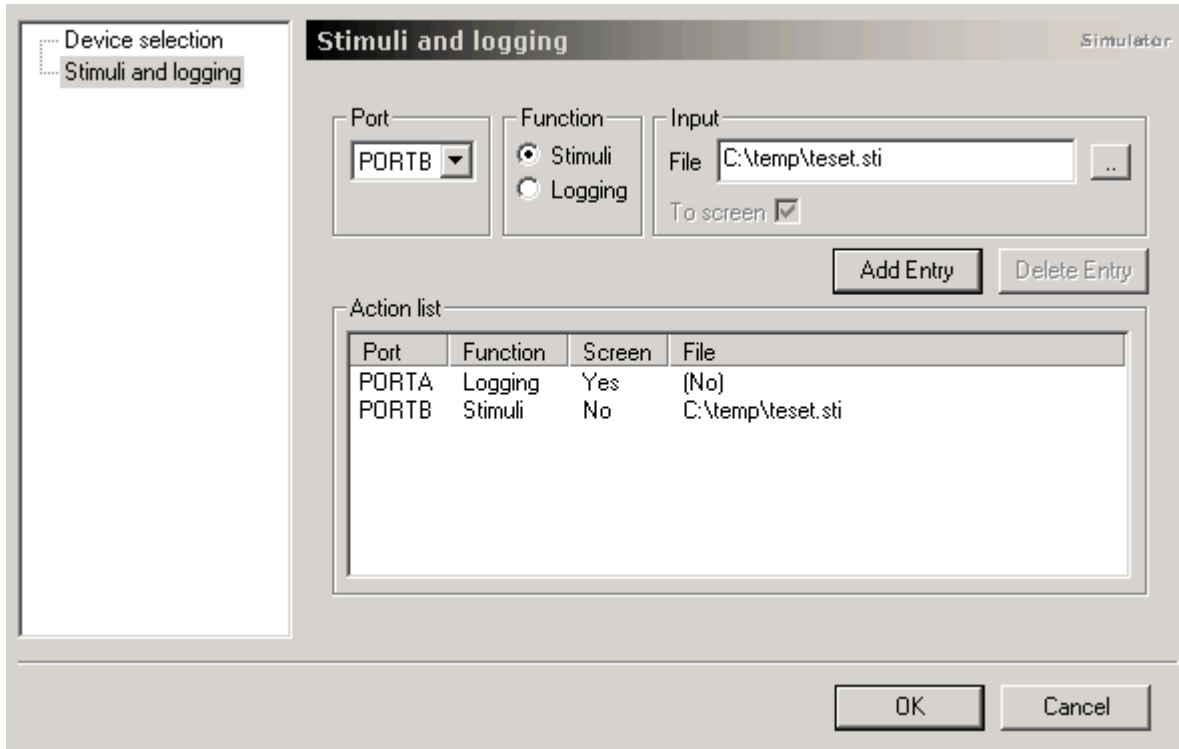 Device selection
Stimuli and logging
Stimuli and logging
Simulator
Port
Function
Input
PORTB
Stimuli
Logging
File C:\temp\teset.sti ..
To screen
Add Entry Delete Entry
Action list
Port Function Screen File
PORTA Logging Yes (No)
PORTB Stimuli No C:\temp\teset.sti
OK Cancel